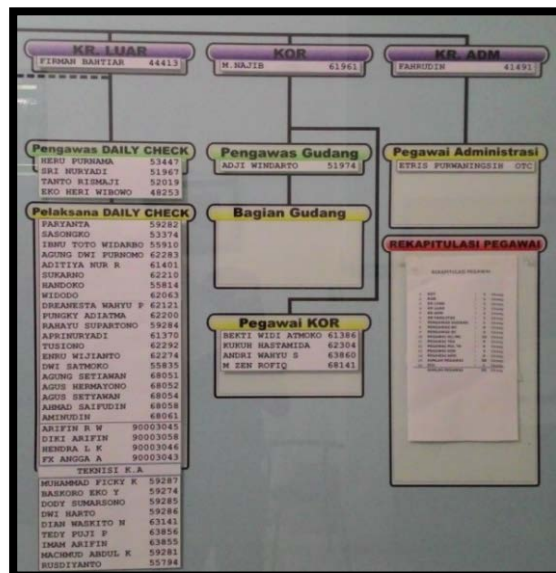 KR. LUAR
FIRMAN BAHTIAR 44413
KOR
M.NAJIB 61961
KR. ADM
FAHRUDIN 41491
Pengawas DAILY CHECK
HERU PURNAMA 53447
SRI NURYADI 51967
TANTO RISMAJI 52019
EKO HERI WIBOWO 48253
Pelaksana DAILY CHECK
PARYANTA 59282
SASONGKO 53374
IBNU TOTO WIDARBO 55910
AGUNG DWI PURNOMO 62283
ADITIYA NUR R 61401
SUKARNO 62210
HANDOKO 55814
WIDODO 62063
DREANESTA WAHYU P 62121
PUNGKY ADIATMA 62200
RAHAYU SUPARTONO 59284
APRINURYADI 61370
TUSIONO 62292
ENRU WIJIANTO 62274
DWI SATMOKO 55835
AGUNG SETIAWAN 68051
AGUS HERMAYONO 68052
AGUS SETYAWAN 68054
AHMAD SAIFUDIN 68058
AMINUDIN 68061
ARIFIN R W 90003045
DIKI ARIFIN 90003058
HENDRA L K 90003046
FX ANGGA A 90003043
TEKNISI K.A
MUHAMMAD FICKY K 59287
BASKORO EKO Y 59274
DODY SUMARSONO 59285
DWI HARTO 59286
DIAN WASKITO N 63141
TEDY PUJI P 63856
IMAM ARIFIN 63855
MACHMUD ABDUL K 59281
RUSDIYANTO 55794
Pengawas Gudang
ADJI WINDARTO 51974
Bagian Gudang
Pegawai KOR
BEKTI WIDI ATMOKO 61386
KUKUH HASTAMIDA 62304
ANDRI WAHYU S 63860
M ZEN ROFIQ 68141
Pegawai Administrasi
ETRIS PURWANINGSIH OTC
REKAPITULASI PEGAWAI
REKAPITULASI PEGAWAI